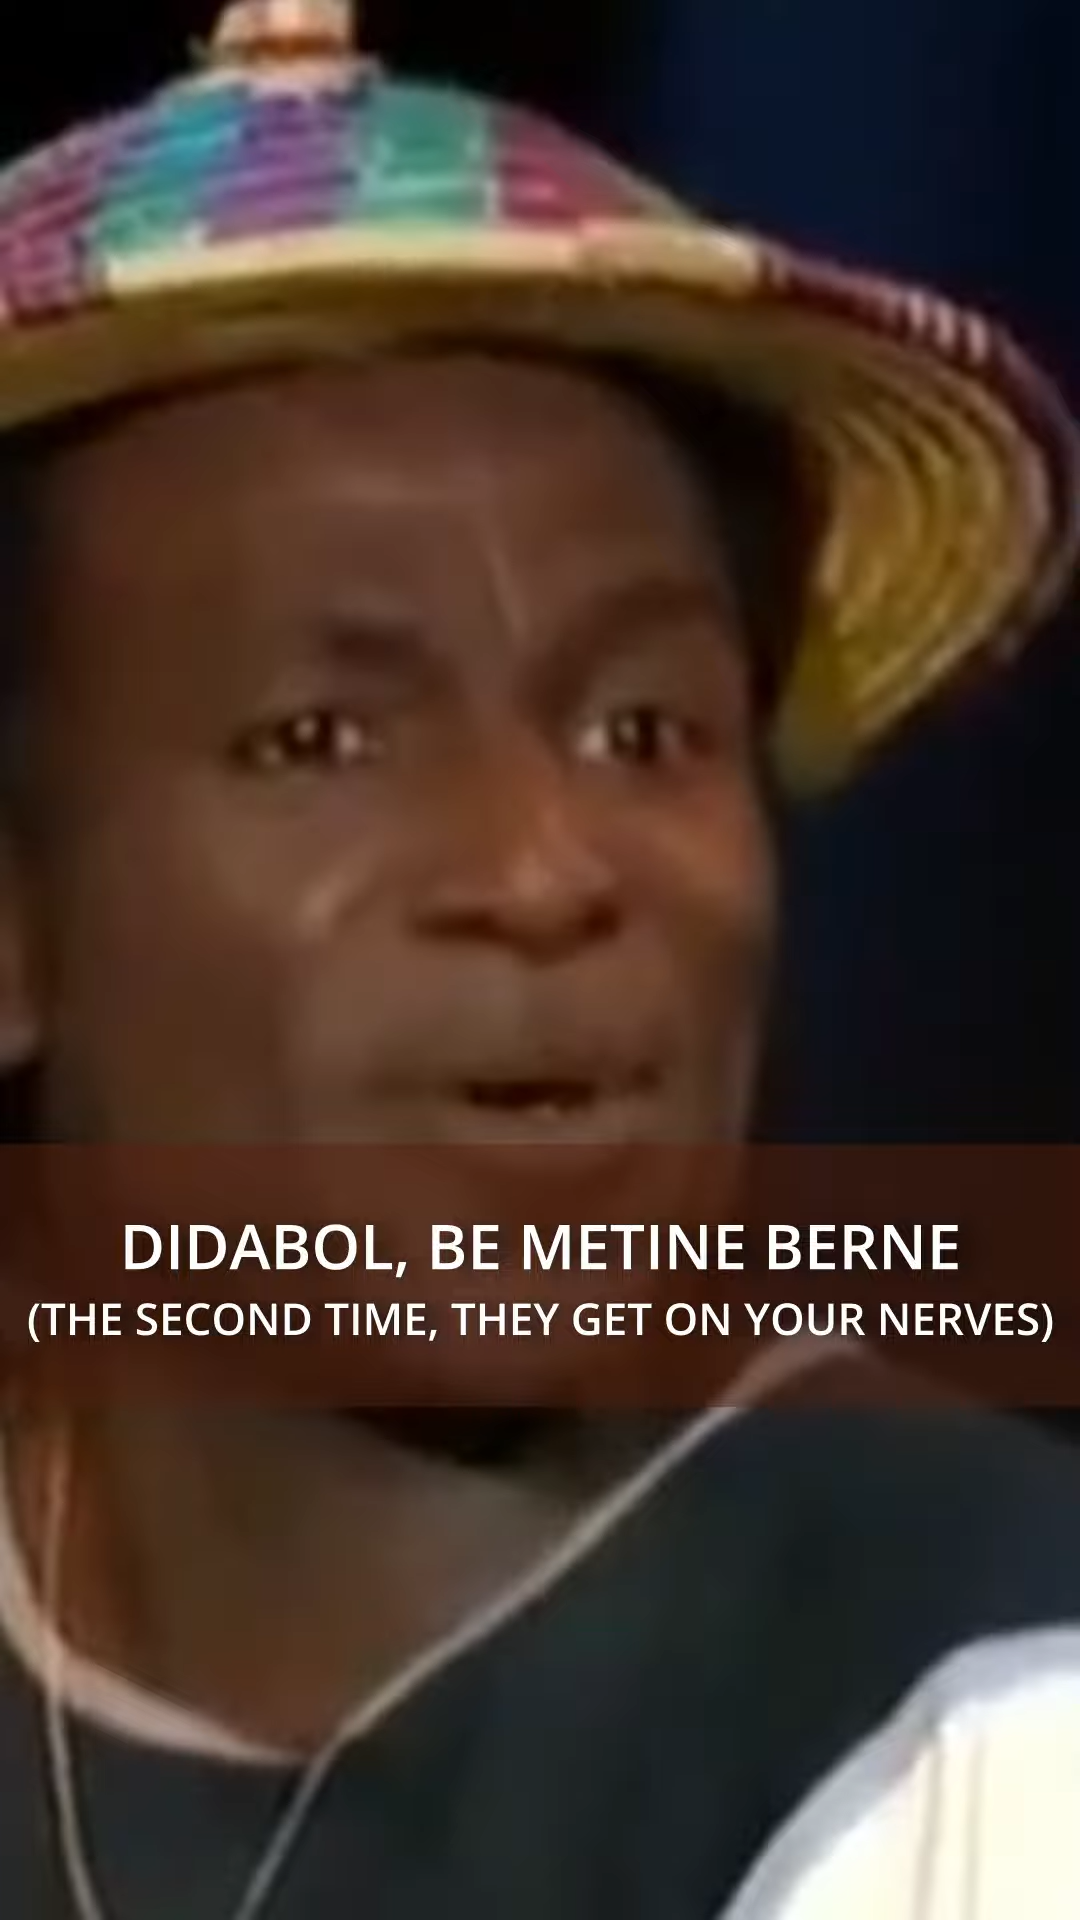 DIDABOL, BE METINE BERNE
(THE SECOND TIME, THEY GET ON YOUR NERVES)